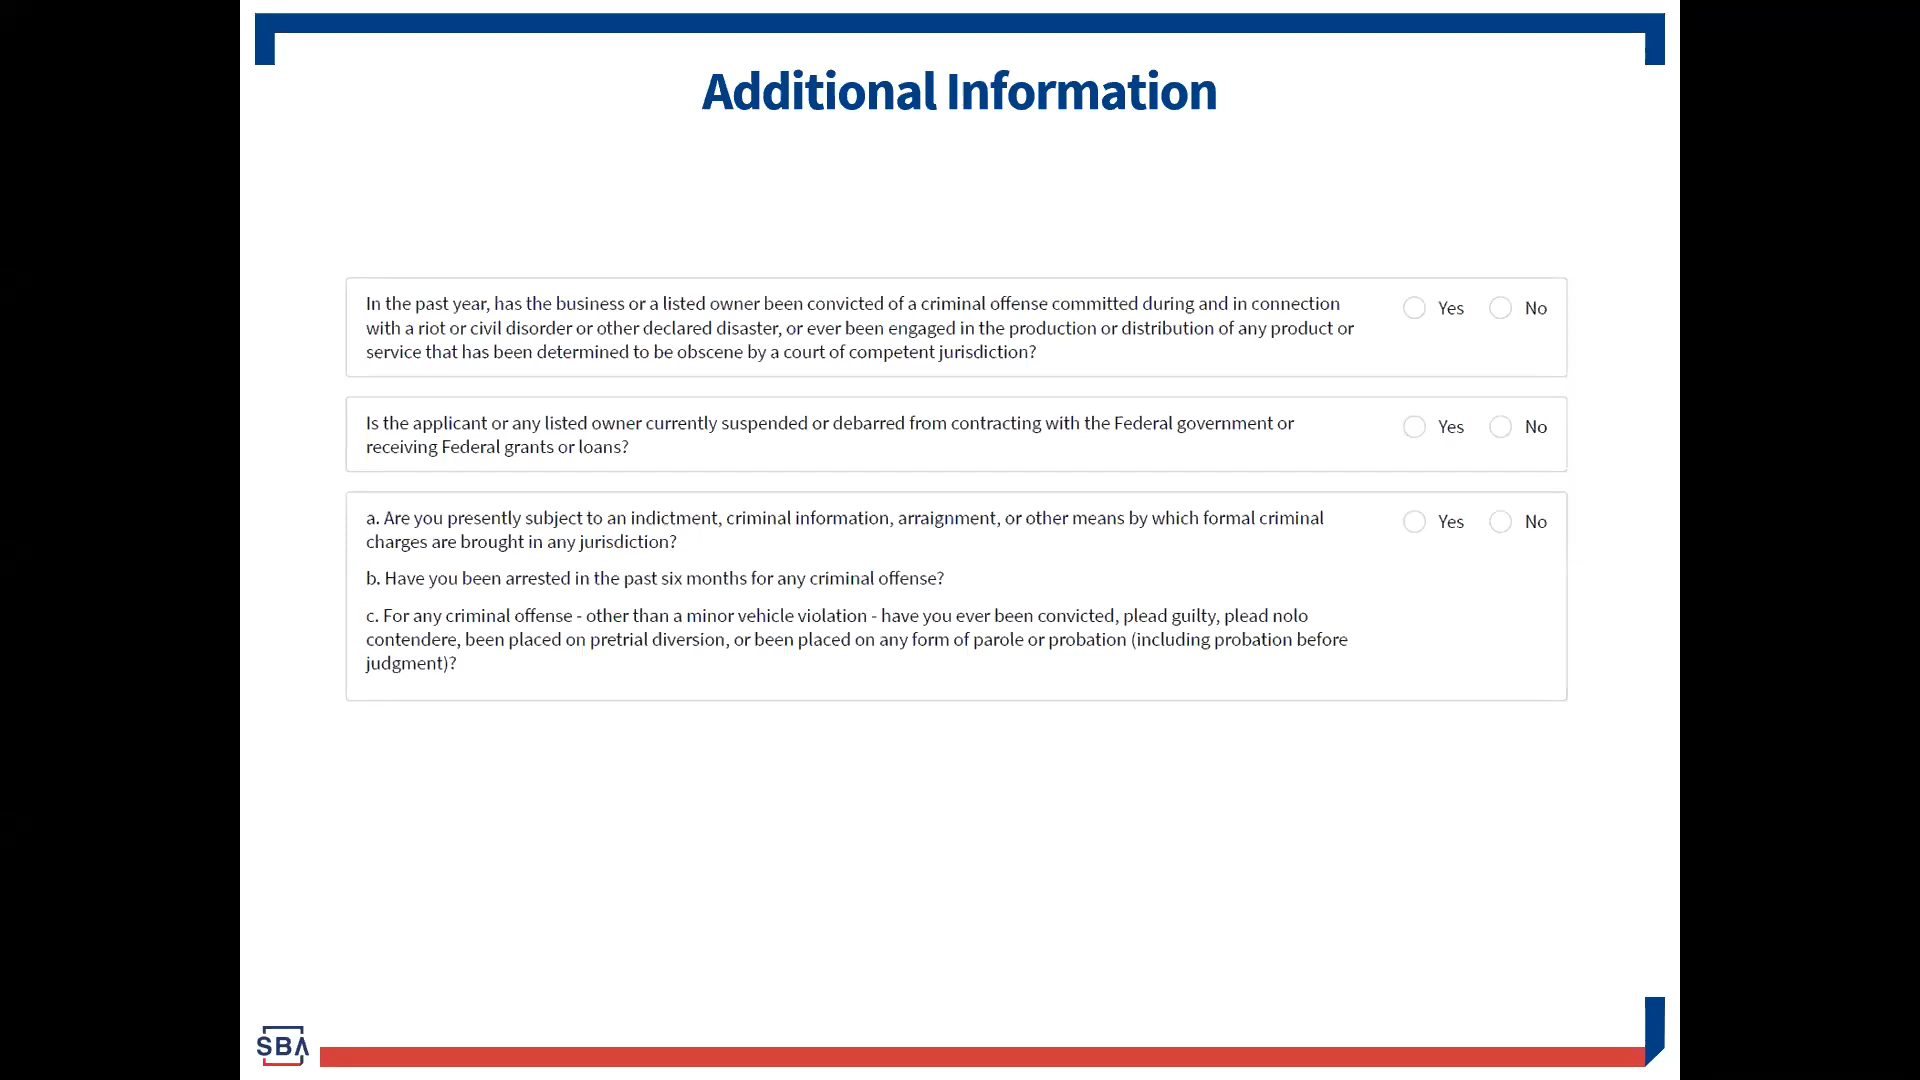 Additional Information
In the past year, has the business or a listed owner been convicted of a criminal offense committed during and in connection
with a riot or civil disorder or other declared disaster, or ever been engaged in the production or distribution of any product or
service that has been determined to be obscene by a court of competent jurisdiction?
Yes
No
Is the applicant or any listed owner currently suspended or debarred from contracting with the Federal government or
receiving Federal grants or loans?
Yes
No
a. Are you presently subject to an indictment, criminal information, arraignment, or other means by which formal criminal
charges are brought in any jurisdiction?
Yes
No
b. Have you been arrested in the past six months for any criminal offense?
c. For any criminal offense - other than a minor vehicle violation - have you ever been convicted, plead guilty, plead nolo
contendere, been placed on pretrial diversion, or been placed on any form of parole or probation (including probation before
judgment)?
SBA